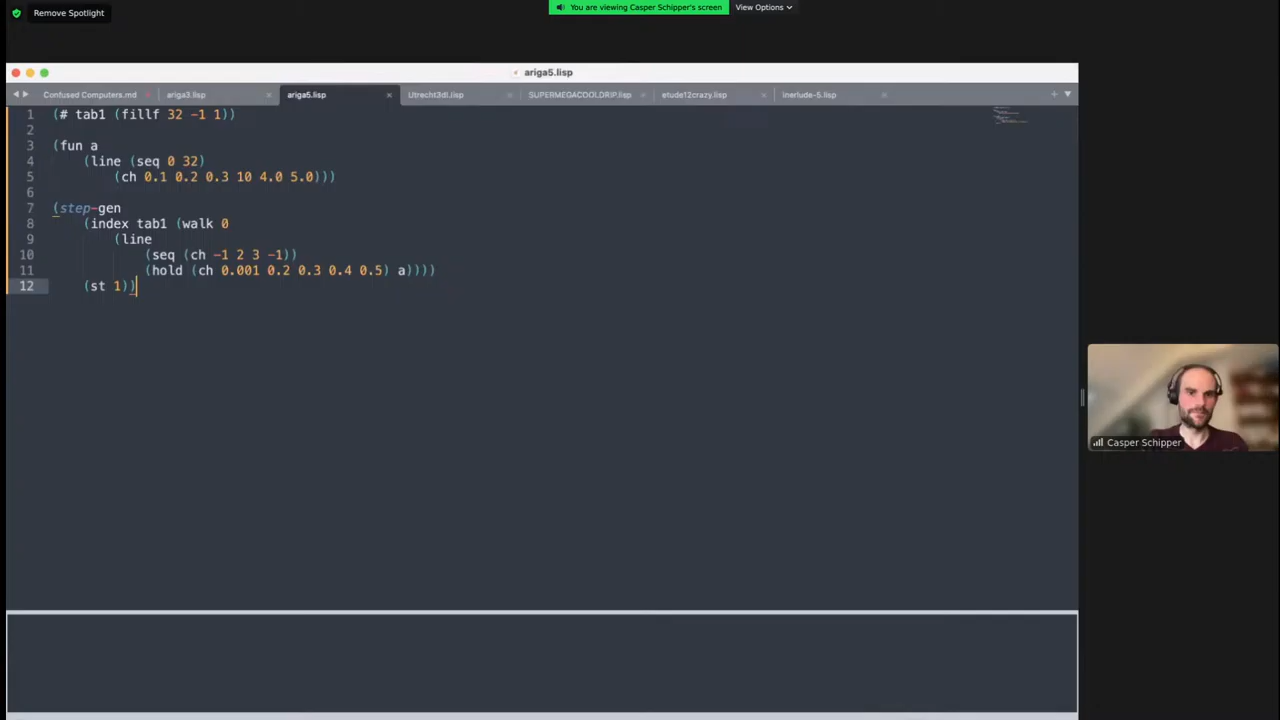 Remove Spotlight
You are viewing Casper Schipper's screen
View Options
ariga5.lisp
Confused Computers.md
ariga3.lisp
ariga5.lisp
Utrecht3dl.lisp
SUPERMEGACOOLDRIP.lisp
etude12crazy.lisp
inerlude-5.lisp
1 (# tab1 (fillf 32 -1 1))
2
3 (fun a
4 (line (seq 0 32)
5 (ch 0.1 0.2 0.3 10 4.0 5.0)))
6
7 (step-gen
8 (index tab1 (walk 0
9 (line
10 (seq (ch -1 2 3 -1))
11 (hold (ch 0.001 0.2 0.3 0.4 0.5) a))))
12 (st 1))
Casper Schipper